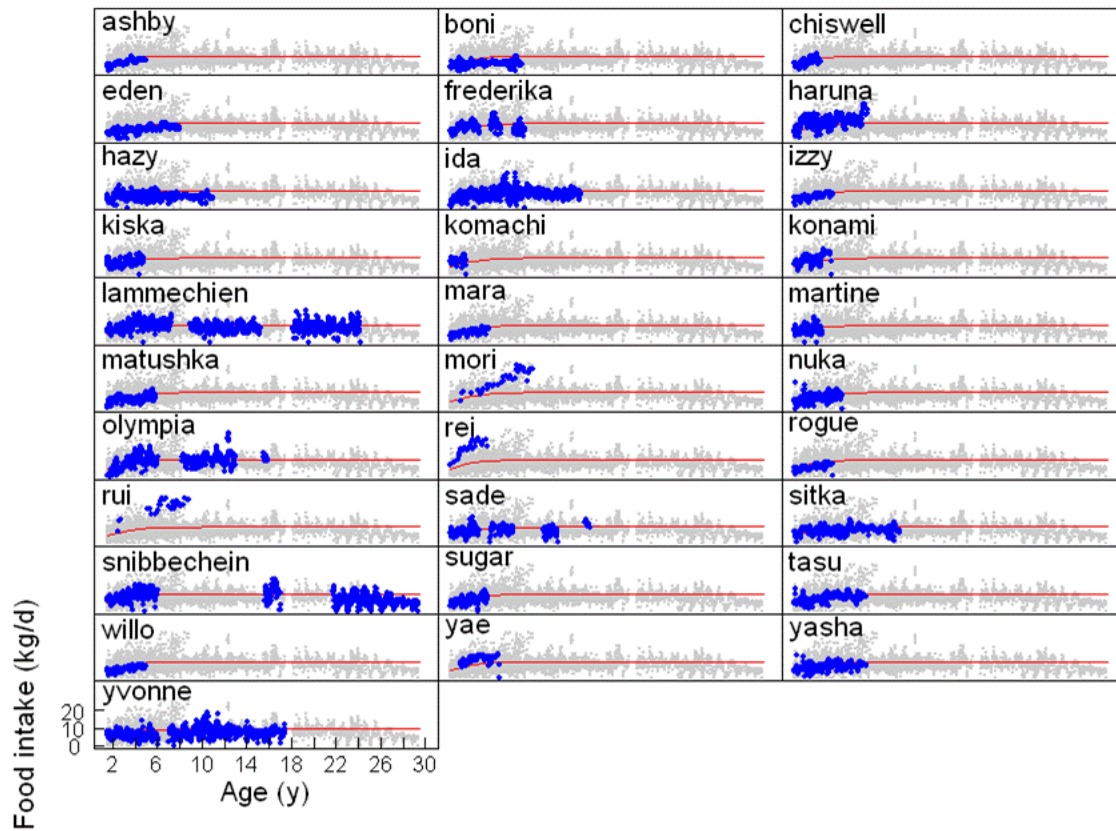 ashby boni chiswell
eden frederika haruna
hazy ida izzy
kiska komachi konami
lammechien mara martine
matushka mori nuka
olympia rei rogue
rui sade sitka
snibbechein sugar tasu
willo yae yasha
yvonne
20
10
0
2 6 10 14 18 22 26 30
Age (y)
Food intake (kg/d)